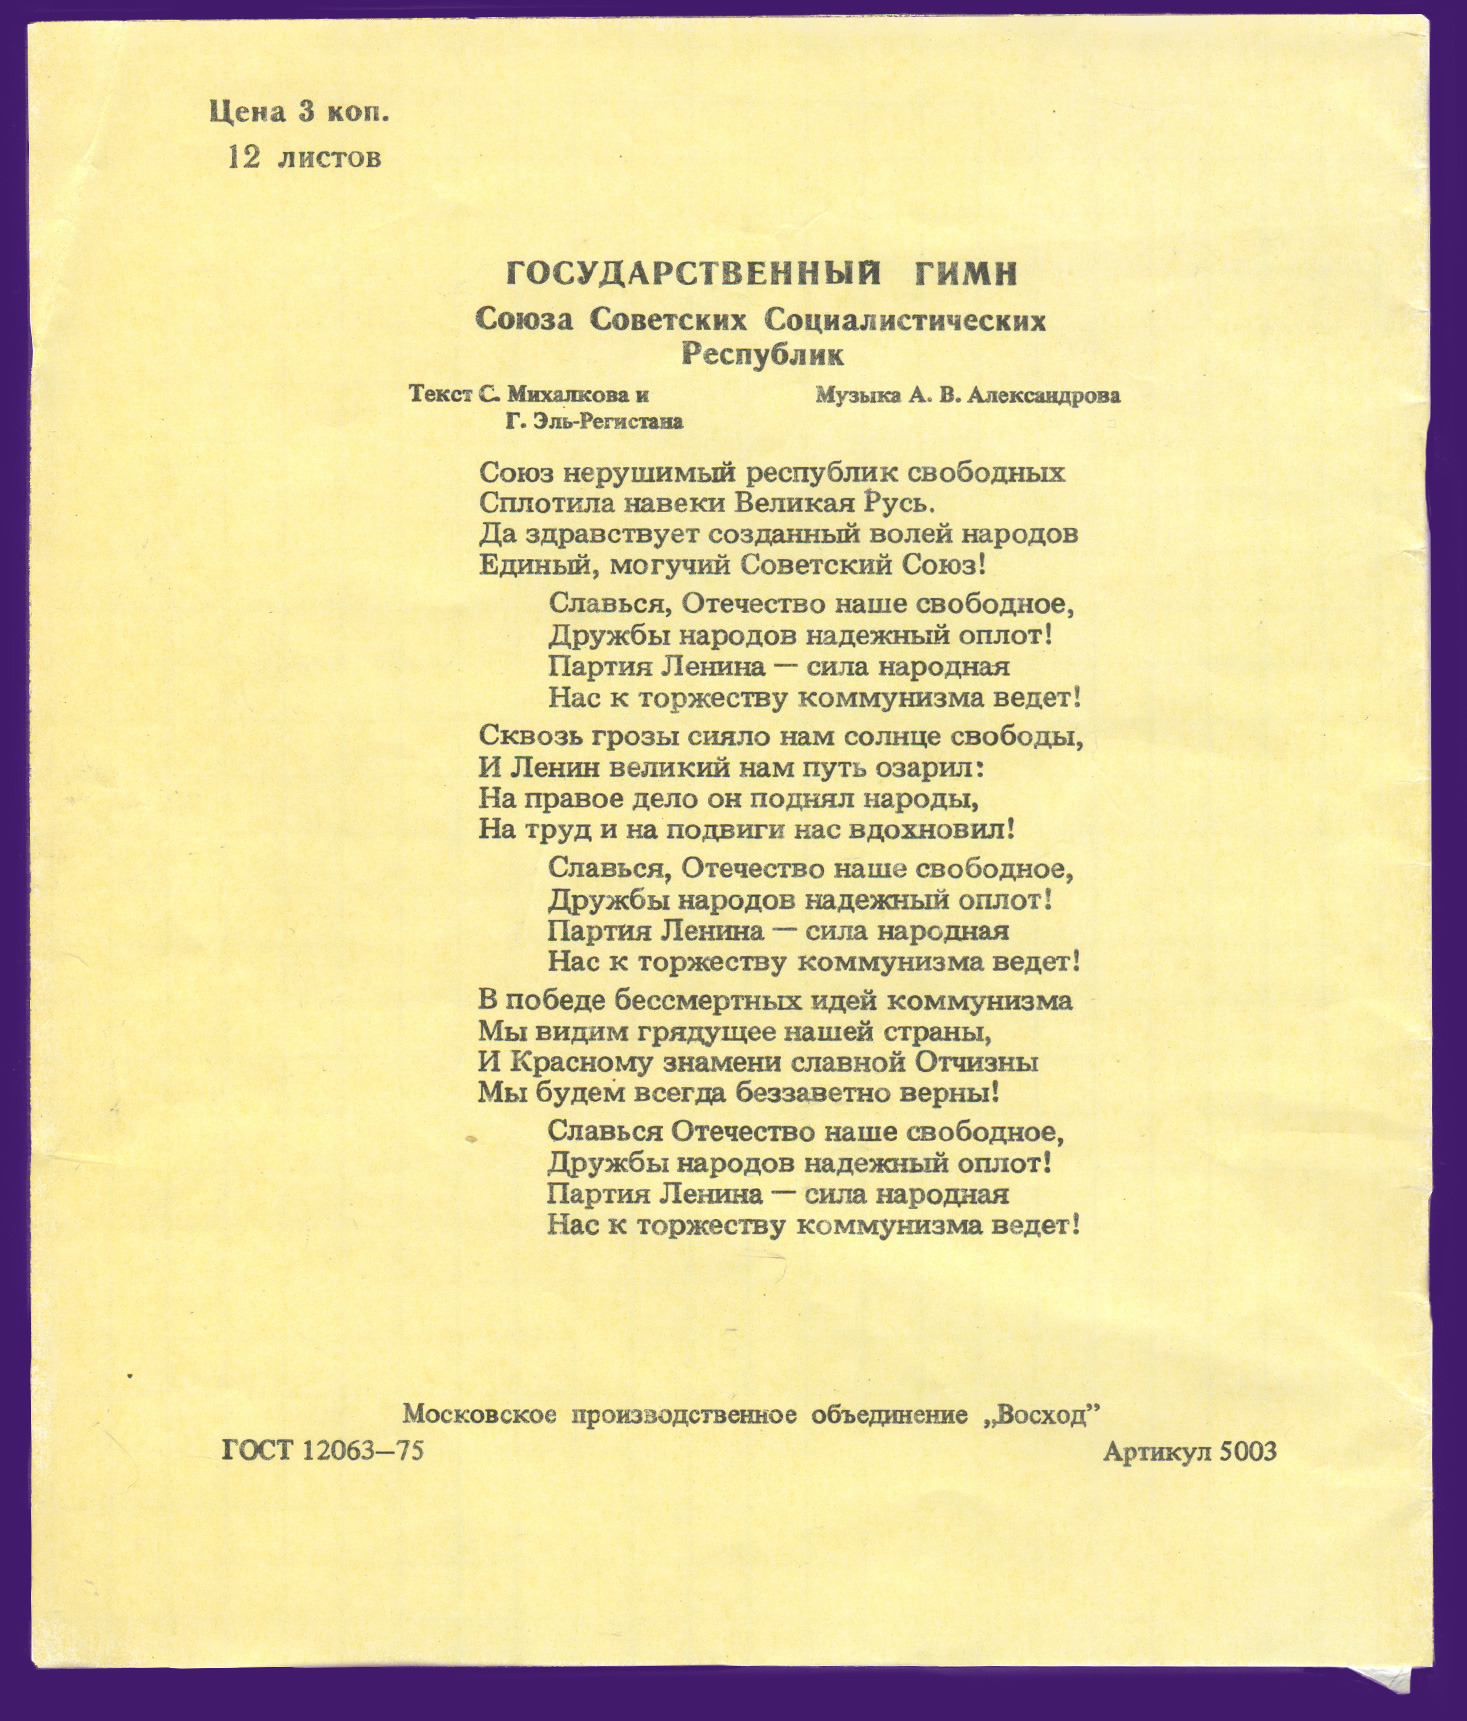 Цена 3 коп.
12 листов
ГОСУДАРСТВЕННЫЙ ГИМН
Союза Советских Социалистических
Республик
Текст С. Михалкова и
Г. Эль-Регистана
Музыка А. В. Александрова
Союз нерушимый республик свободных
Сплотила навеки Великая Русь.
Да здравствует созданный волей народов
Единый, могучий Советский Союз!
Славься, Отечество наше свободное,
Дружбы народов надежный оплот!
Партия Ленина — сила народная
Нас к торжеству коммунизма ведет!
Сквозь грозы сияло нам солнце свободы,
И Ленин великий нам путь озарил:
На правое дело он поднял народы,
На труд и на подвиги нас вдохновил!
Славься, Отечество наше свободное,
Дружбы народов надежный оплот!
Партия Ленина — сила народная
Нас к торжеству коммунизма ведет!
В победе бессмертных идей коммунизма
Мы видим грядущее нашей страны,
И Красному знамени славной Отчизны
Мы будем всегда беззаветно верны!
Славься Отечество наше свободное,
Дружбы народов надежный оплот!
Партия Ленина — сила народная
Нас к торжеству коммунизма ведет!
Московское производственное объединение „Восход”
ГОСТ 12063—75
Артикул 5003